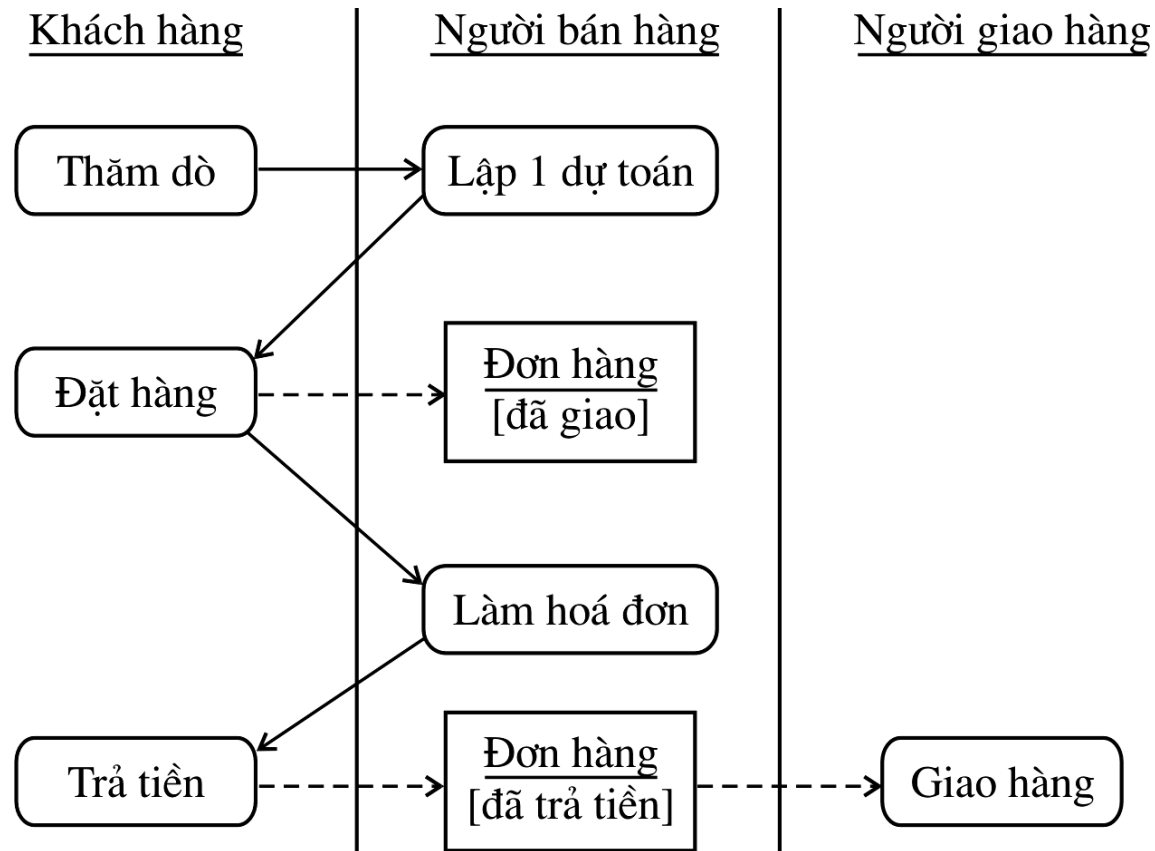 Khách hàng
Người bán hàng
Người giao hàng
Thăm dò
Lập 1 dự toán
Đặt hàng
Đơn hàng
[đã giao]
Làm hoá đơn
Trả tiền
Đơn hàng
[đã trả tiền]
Giao hàng